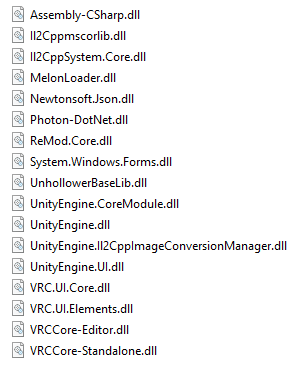 Assembly-CSharp.dll
Il2Cppmscorlib.dll
Il2CppSystem.Core.dll
MelonLoader.dll
Newtonsoft.Json.dll
Photon-DotNet.dll
ReMod.Core.dll
System.Windows.Forms.dll
UnhollowerBaseLib.dll
UnityEngine.CoreModule.dll
UnityEngine.dll
UnityEngine.Il2CppImageConversionManager.dll
UnityEngine.UI.dll
VRC.UI.Core.dll
VRC.UI.Elements.dll
VRCCore-Editor.dll
VRCCore-Standalone.dll